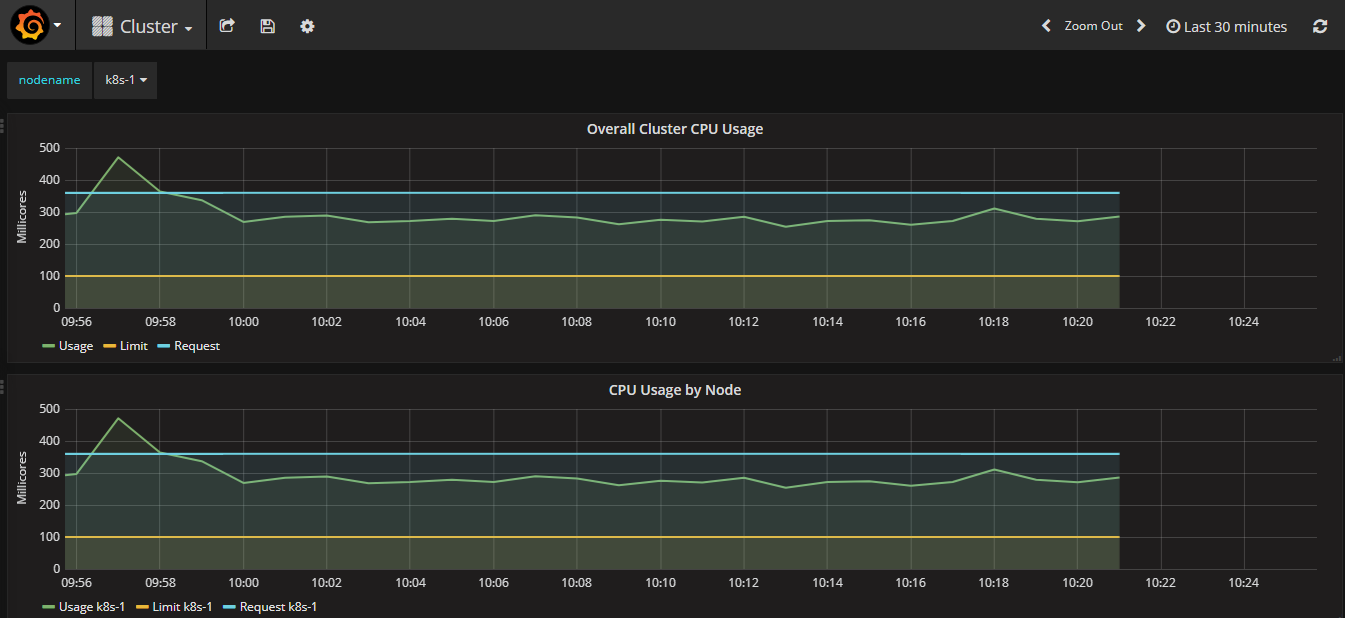 Cluster Zoom Out Last 30 minutes
nodename k8s-1
Overall Cluster CPU Usage
500
400
300
200
100
0
Millicores
09:56 09:58 10:00 10:02 10:04 10:06 10:08 10:10 10:12 10:14 10:16 10:18 10:20 10:22 10:24
Usage Limit Request
CPU Usage by Node
500
400
300
200
100
0
Millicores
09:56 09:58 10:00 10:02 10:04 10:06 10:08 10:10 10:12 10:14 10:16 10:18 10:20 10:22 10:24
Usage k8s-1 Limit k8s-1 Request k8s-1